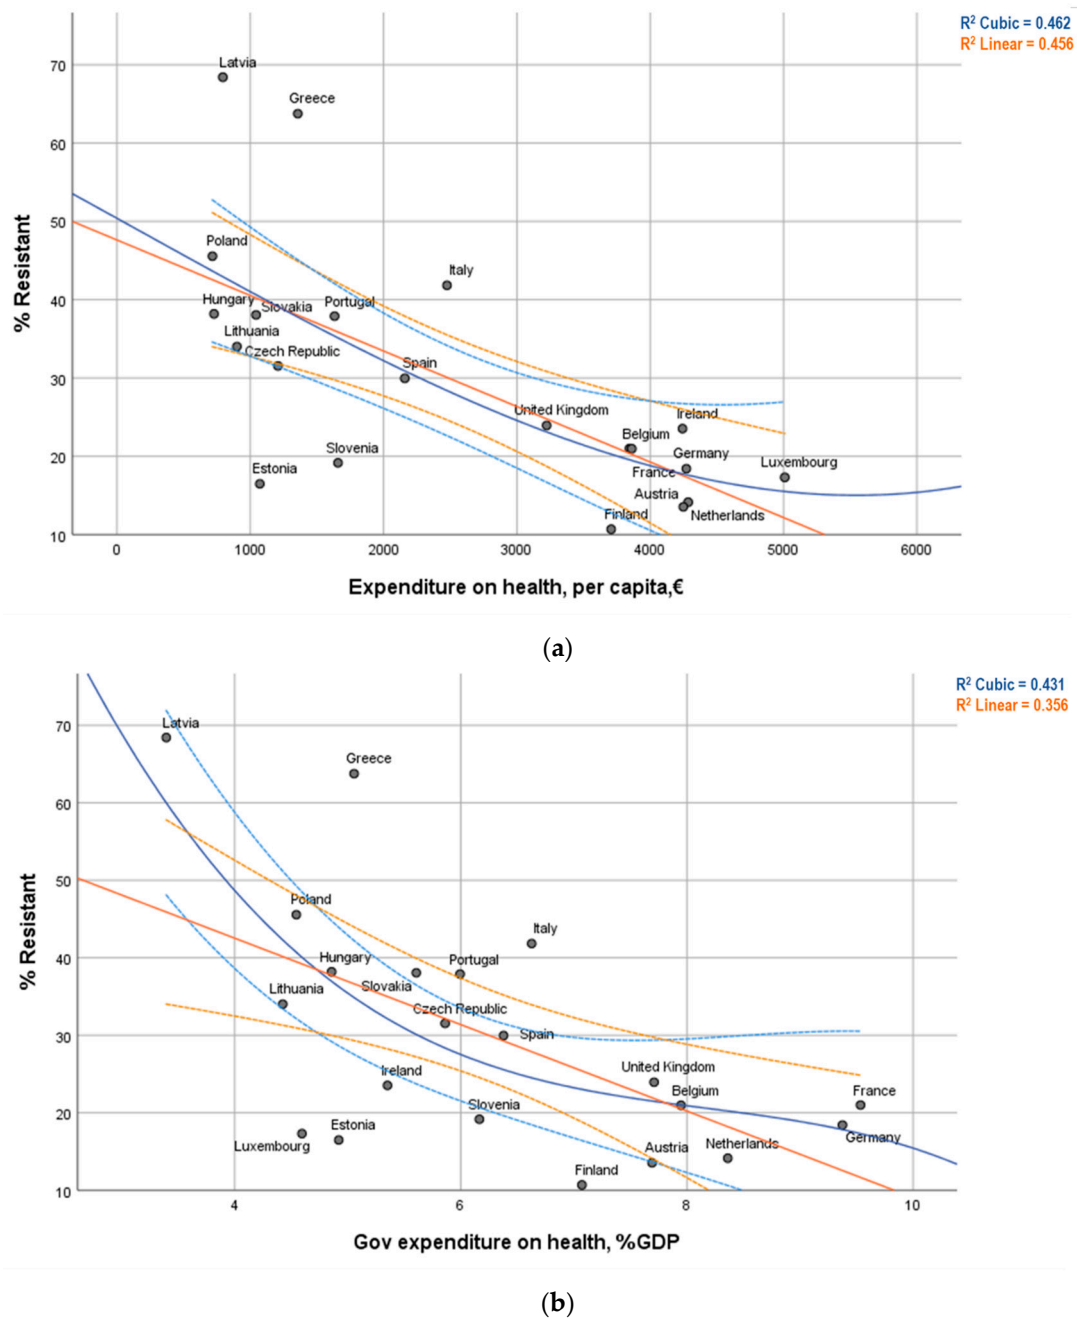 R² Cubic = 0.462
R² Linear = 0.456
70
Latvia
Greece
60
50
Poland
Italy
40
Hungary
Slovakia
Portugal
Lithuania
Czech Republic
30
Spain
United Kingdom
Ireland
Belgium
20
Slovenia
Germany
Luxembourg
Estonia
France
Austria
Finland
Netherlands
10
% Resistant
0
1000
2000
3000
4000
5000
6000
Expenditure on health, per capita,€
(a)
R² Cubic = 0.431
R² Linear = 0.356
70
Latvia
Greece
60
50
Poland
Italy
40
Hungary
Portugal
Lithuania
Slovakia
Czech Republic
30
Spain
Ireland
United Kingdom
Belgium
France
20
Slovenia
Estonia
Germany
Luxembourg
Austria
Netherlands
Finland
10
% Resistant
4
6
8
10
Gov expenditure on health, %GDP
(b)